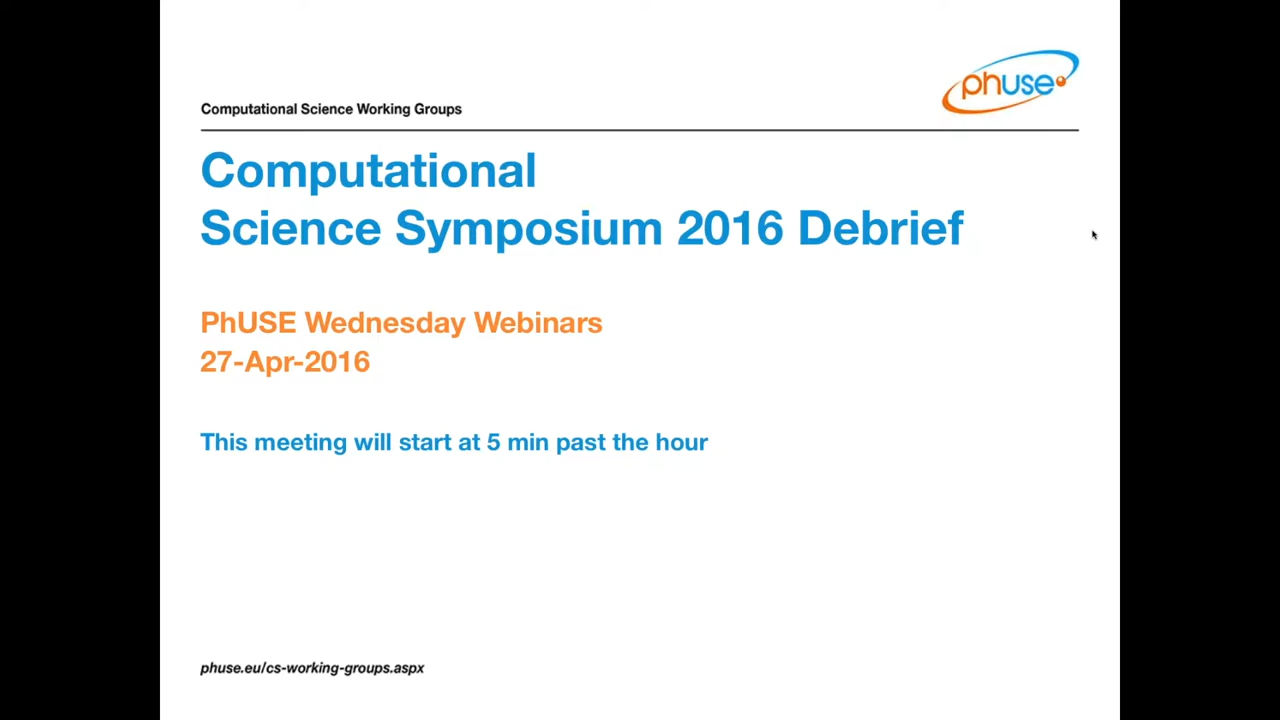 phuse
Computational Science Working Groups
Computational
Science Symposium 2016 Debrief
PhUSE Wednesday Webinars
27-Apr-2016
This meeting will start at 5 min past the hour
phuse.eu/cs-working-groups.aspx